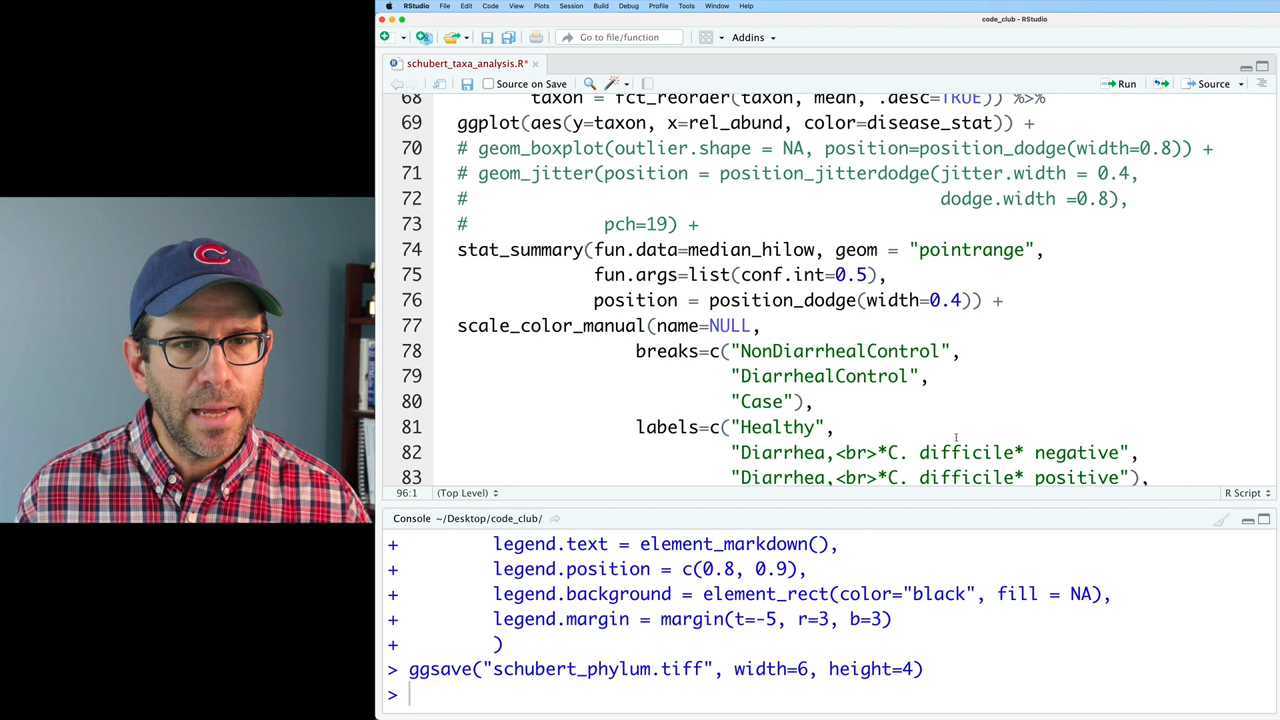 RStudio File Edit Code View Plots Session Build Debug Profile Tools Window Help
code_club - RStudio
Go to file/function Addins
schubert_taxa_analysis.R*
Source on Save Run Source
68 taxon = fct_reorder(taxon, mean, .desc=TRUE)) %>%
69 ggplot(aes(y=taxon, x=rel_abund, color=disease_stat)) +
70 # geom_boxplot(outlier.shape = NA, position=position_dodge(width=0.8)) +
71 # geom_jitter(position = position_jitterdodge(jitter.width = 0.4,
72 # dodge.width =0.8),
73 # pch=19) +
74 stat_summary(fun.data=median_hilow, geom = "pointrange",
75 fun.args=list(conf.int=0.5),
76 position = position_dodge(width=0.4)) +
77 scale_color_manual(name=NULL,
78 breaks=c("NonDiarrhealControl",
79 "DiarrhealControl",
80 "Case"),
81 labels=c("Healthy",
82 "Diarrhea,<br>*C. difficile* negative",
83 "Diarrhea,<br>*C. difficile* positive"),
96:1 (Top Level) R Script
Console ~/Desktop/code_club/
+ legend.text = element_markdown(),
+ legend.position = c(0.8, 0.9),
+ legend.background = element_rect(color="black", fill = NA),
+ legend.margin = margin(t=-5, r=3, b=3)
+ )
> ggsave("schubert_phylum.tiff", width=6, height=4)
>
C